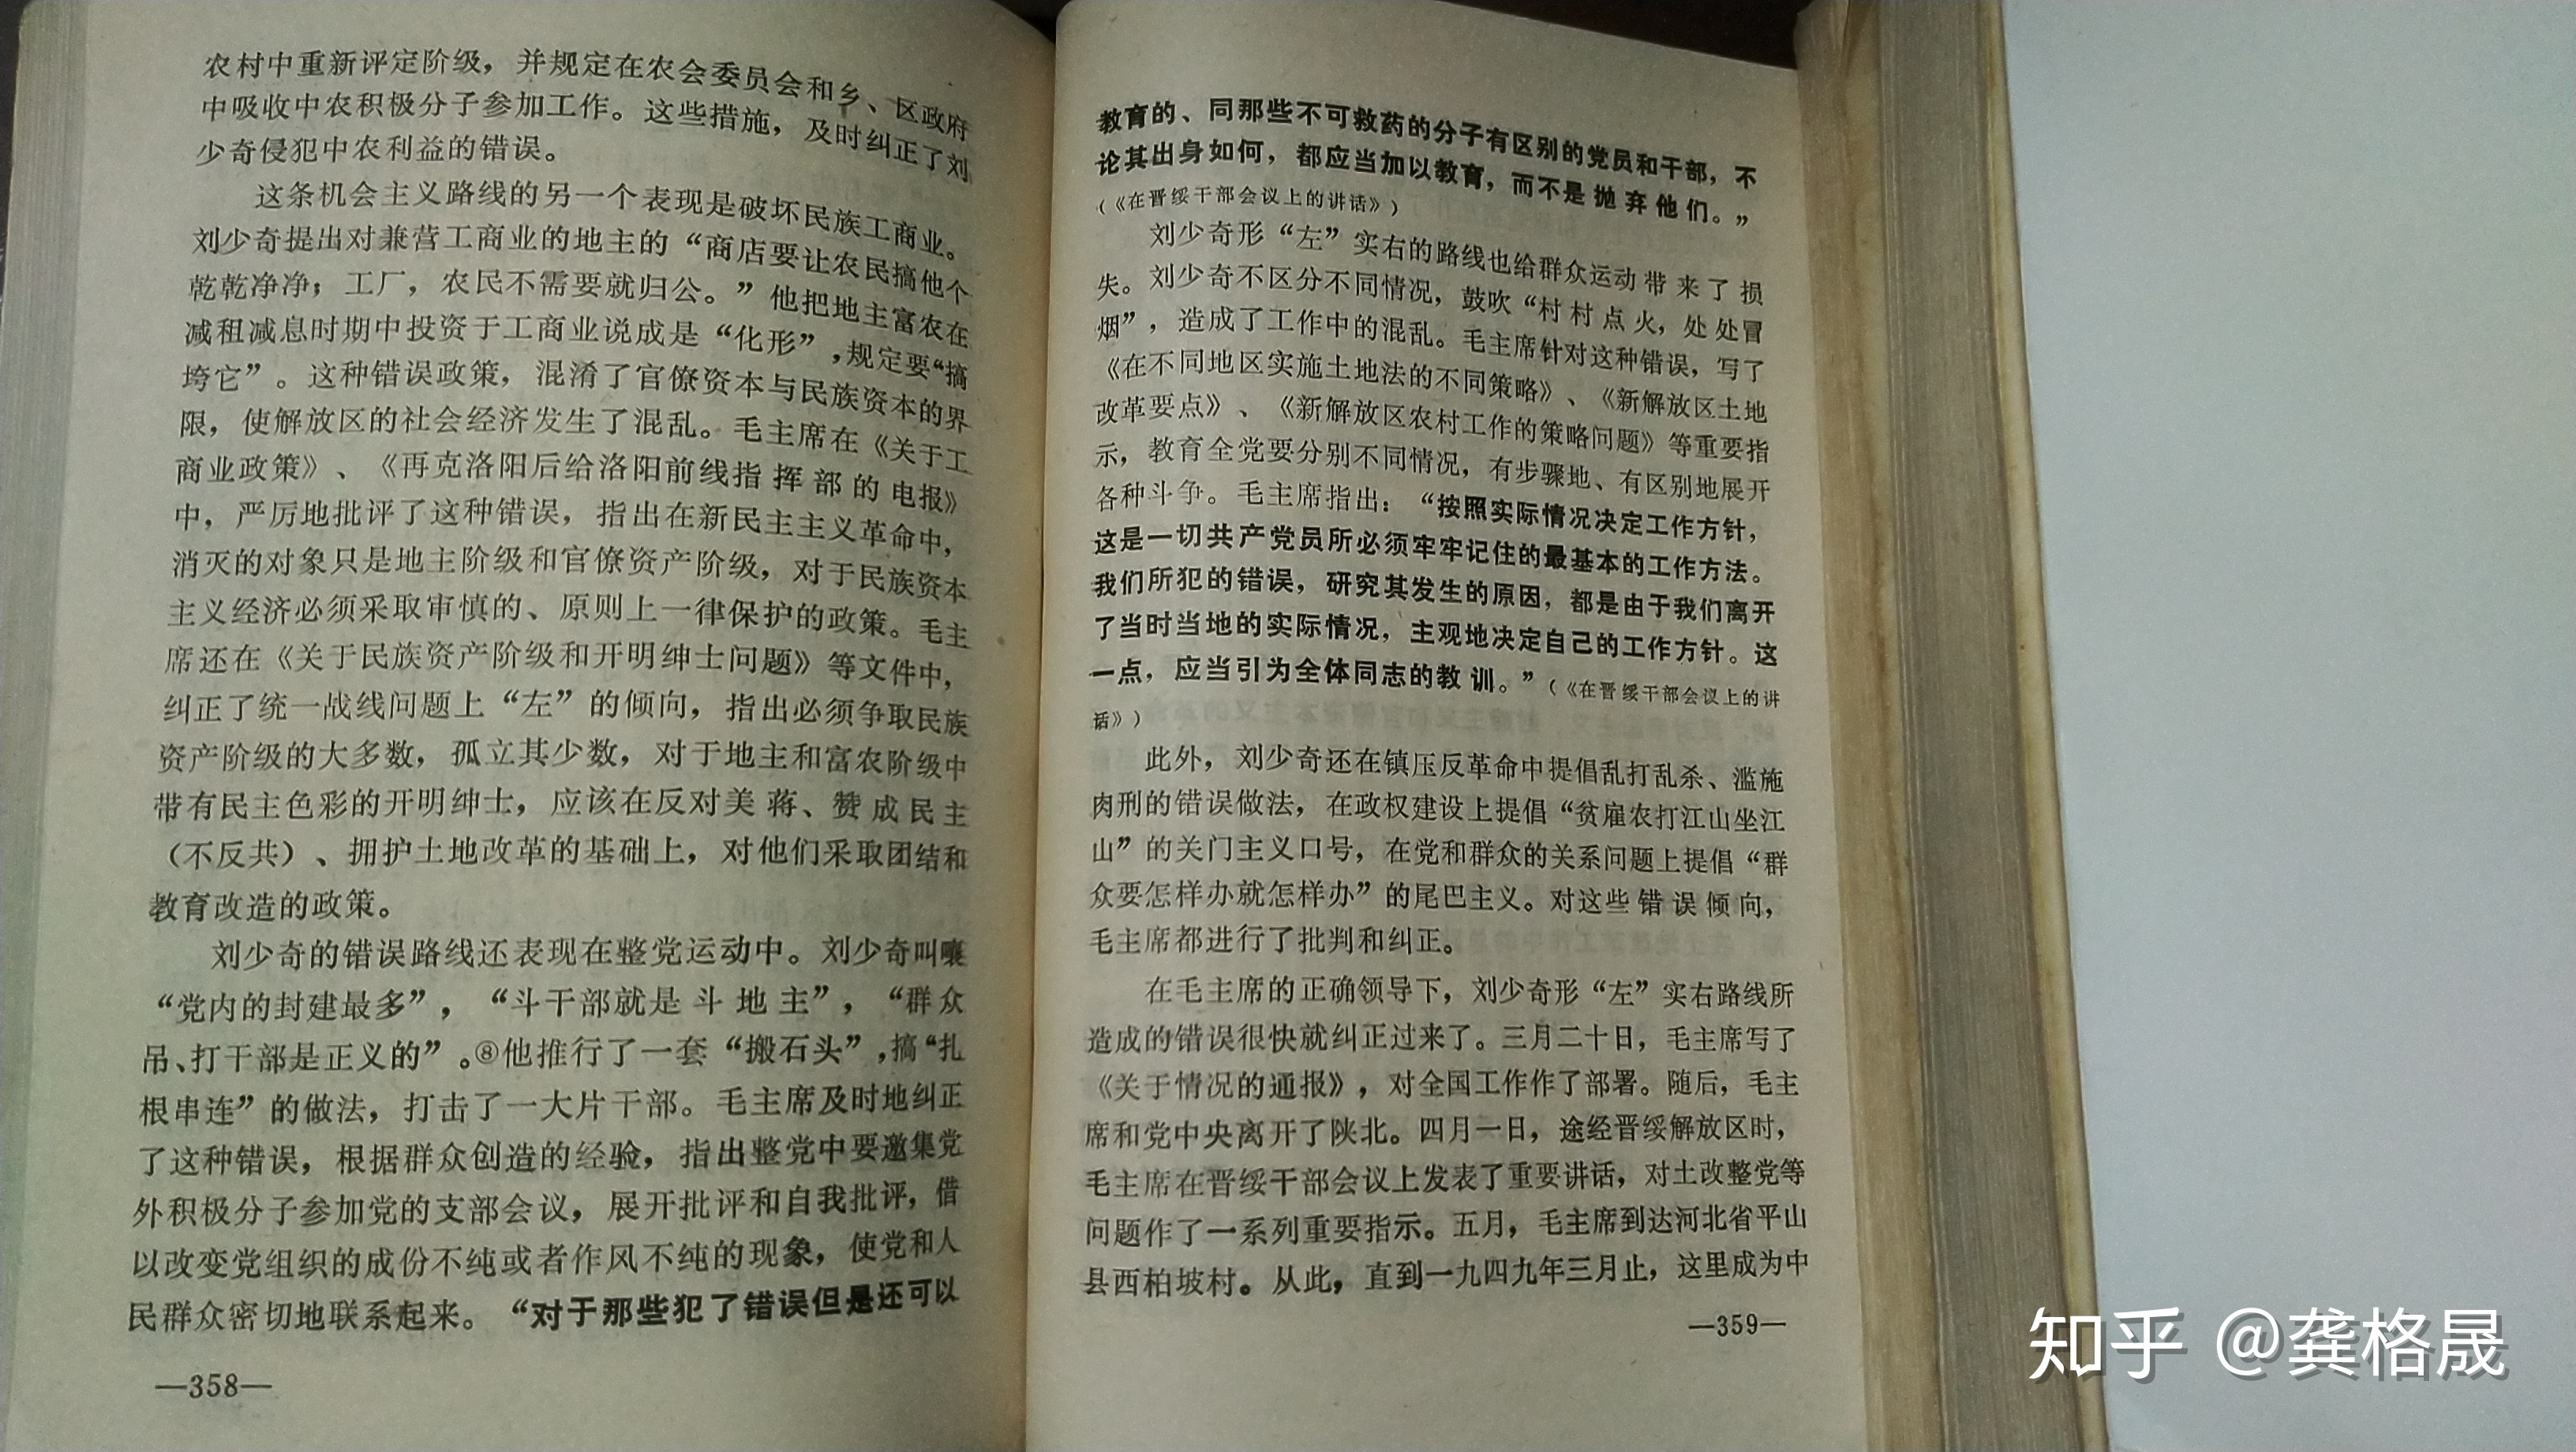 农村中重新评定阶级，并规定在农会委员会和乡、区政府
中吸收中农积极分子参加工作。这些措施，及时纠正了刘
少奇侵犯中农利益的错误。
这条机会主义路线的另一个表现是破坏民族工商业。
刘少奇提出对兼营工商业的地主的“商店要让农民搞他个
乾乾净净；工厂，农民不需要就归公。”他把地主富农在
减租减息时期中投资于工商业说成是“化形”，规定要“搞
垮它”。这种错误政策，混淆了官僚资本与民族资本的界
限，使解放区的社会经济发生了混乱。毛主席在《关于工
商业政策》、《再克洛阳后给洛阳前线指挥部的电报》
中，严厉地批评了这种错误，指出在新民主主义革命中，
消灭的对象只是地主阶级和官僚资产阶级，对于民族资本
主义经济必须采取审慎的、原则上一律保护的政策。毛主
席还在《关于民族资产阶级和开明绅士问题》等文件中，
纠正了统一战线问题上“左”的倾向，指出必须争取民族
资产阶级的大多数，孤立其少数，对于地主和富农阶级中
带有民主色彩的开明绅士，应该在反对美蒋、赞成民主
（不反共）、拥护土地改革的基础上，对他们采取团结和
教育改造的政策。
刘少奇的错误路线还表现在整党运动中。刘少奇叫嚷
“党内的封建最多”，“斗干部就是斗地主”，“群众
吊、打干部是正义的”。⑧他推行了一套“搬石头”，搞“扎
根串连”的做法，打击了一大片干部。毛主席及时地纠正
了这种错误，根据群众创造的经验，指出整党中要邀集党
外积极分子参加党的支部会议，展开批评和自我批评，借
以改变党组织的成份不纯或者作风不纯的现象，使党和人
民群众密切地联系起来。“对于那些犯了错误但是还可以
—358—
教育的、同那些不可救药的分子有区别的党员和干部，不
论其出身如何，都应当加以教育，而不是抛弃他们。”
（《在晋绥干部会议上的讲话》）
刘少奇形“左”实右的路线也给群众运动带来了损
失。刘少奇不区分不同情况，鼓吹“村村点火，处处冒
烟”，造成了工作中的混乱。毛主席针对这种错误，写了
《在不同地区实施土地法的不同策略》、《新解放区土地
改革要点》、《新解放区农村工作的策略问题》等重要指
示，教育全党要分别不同情况，有步骤地、有区别地展开
各种斗争。毛主席指出：“按照实际情况决定工作方针，
这是一切共产党员所必须牢牢记住的最基本的工作方法。
我们所犯的错误，研究其发生的原因，都是由于我们离开
了当时当地的实际情况，主观地决定自己的工作方针。这
一点，应当引为全体同志的教训。”（《在晋绥干部会议上的讲
话》）
此外，刘少奇还在镇压反革命中提倡乱打乱杀、滥施
肉刑的错误做法，在政权建设上提倡“贫雇农打江山坐江
山”的关门主义口号，在党和群众的关系问题上提倡“群
众要怎样办就怎样办”的尾巴主义。对这些错误倾向，
毛主席都进行了批判和纠正。
在毛主席的正确领导下，刘少奇形“左”实右路线所
造成的错误很快就纠正过来了。三月二十日，毛主席写了
《关于情况的通报》，对全国工作作了部署。随后，毛主
席和党中央离开了陕北。四月一日，途经晋绥解放区时，
毛主席在晋绥干部会议上发表了重要讲话，对土改整党等
问题作了一系列重要指示。五月，毛主席到达河北省平山
县西柏坡村。从此，直到一九四九年三月止，这里成为中
—359—
知乎 @龚格晟